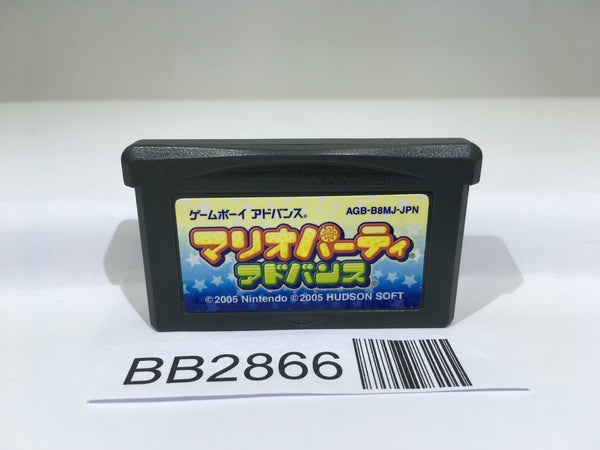 ゲームボーイ アドバンス®
AGB-B8MJ-JPN
マリオパーティ®
アドバンス®
©2005 Nintendo ©2005 HUDSON SOFT
BB2866